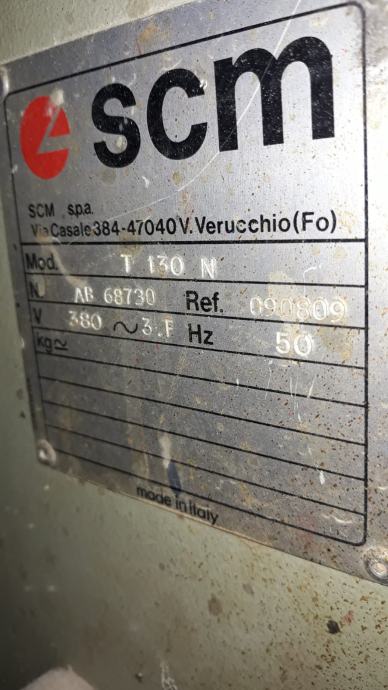 scm
SCM s.p.a.
Via Casale 384-47040 V. Verucchio (Fo)
Mod. T 130 N
N AB 68730 Ref. 090809
V 380 ~ 3.F Hz 50
kg≃
made in italy